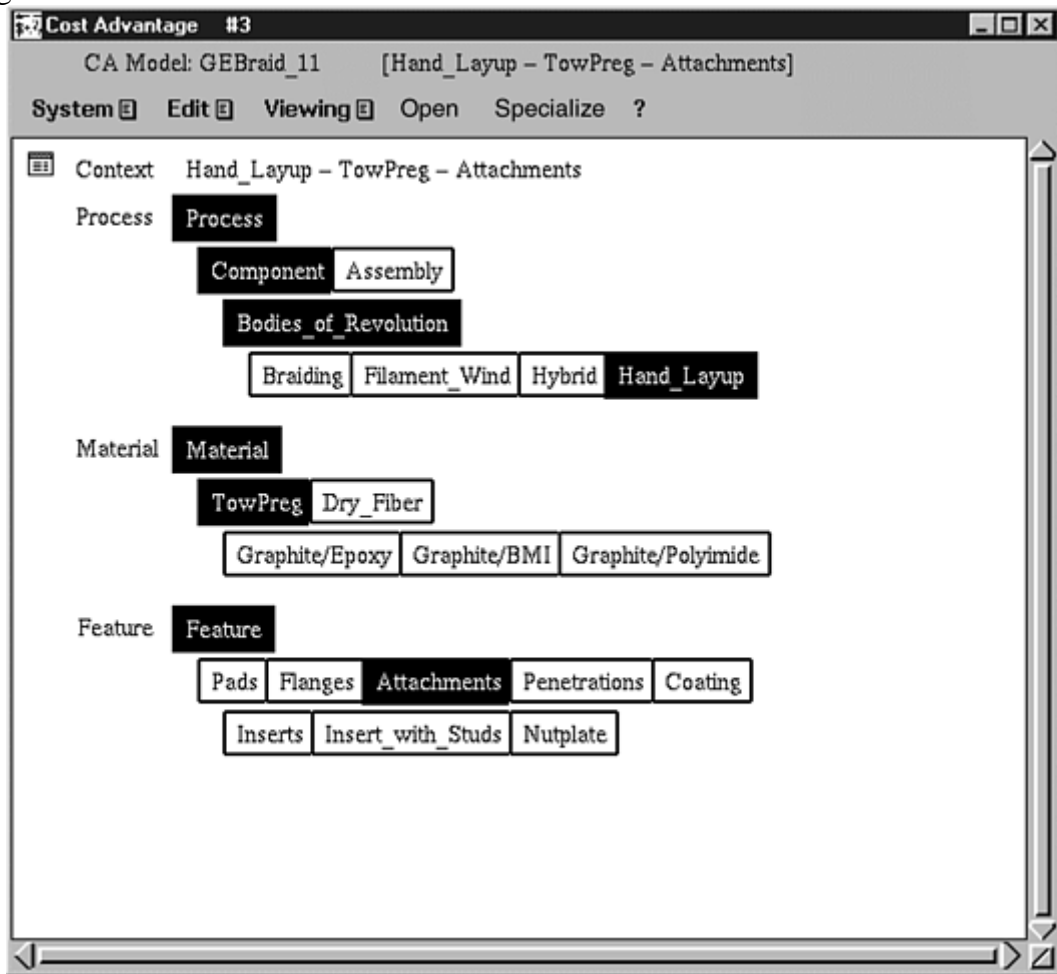 Cost Advantage #3
CA Model: GEBraid_11 [Hand_Layup – TowPreg – Attachments]
System Edit Viewing Open Specialize ?
Context Hand_Layup – TowPreg – Attachments
Process Process
Component Assembly
Bodies_of_Revolution
Braiding Filament_Wind Hybrid Hand_Layup
Material Material
TowPreg Dry_Fiber
Graphite/Epoxy Graphite/BMI Graphite/Polyimide
Feature Feature
Pads Flanges Attachments Penetrations Coating
Inserts Insert_with_Studs Nutplate